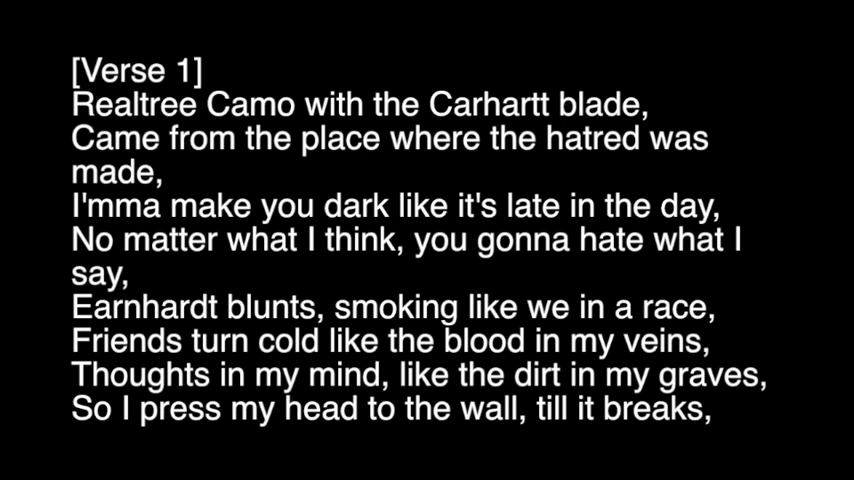 [Verse 1]
Realtree Camo with the Carhartt blade,
Came from the place where the hatred was
made,
I'mma make you dark like it's late in the day,
No matter what I think, you gonna hate what I
say,
Earnhardt blunts, smoking like we in a race,
Friends turn cold like the blood in my veins,
Thoughts in my mind, like the dirt in my graves,
So I press my head to the wall, till it breaks,